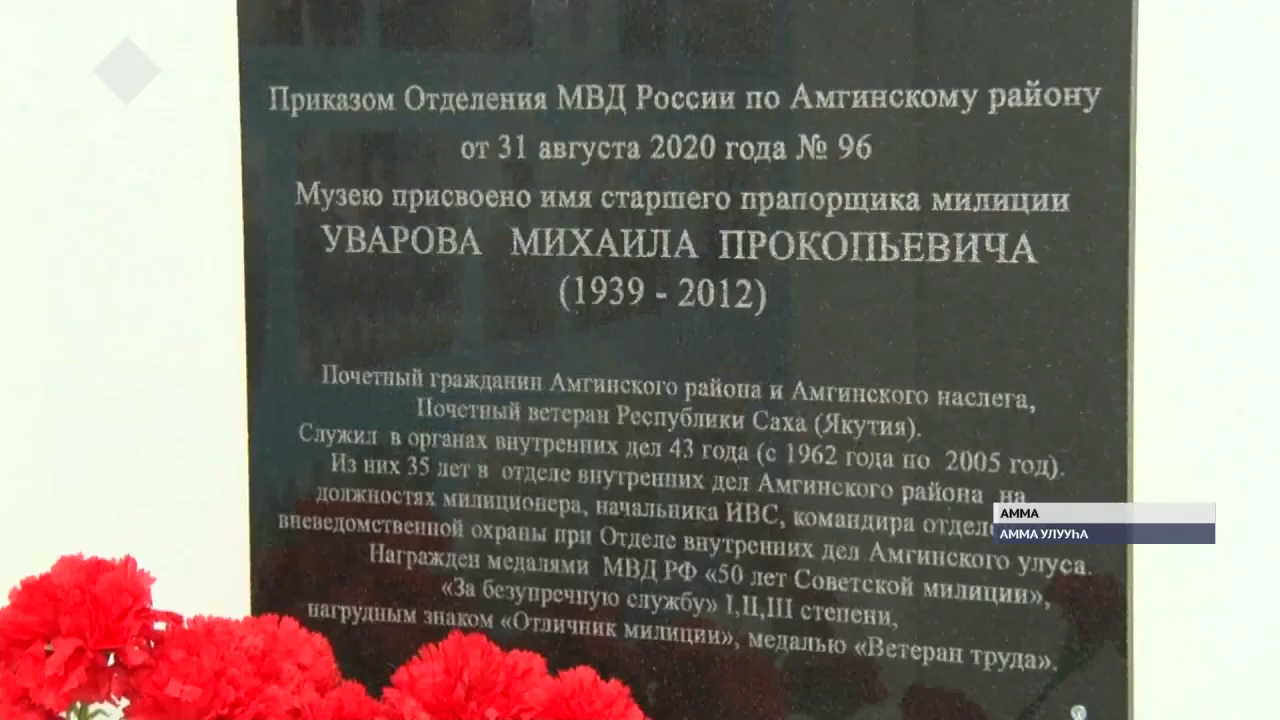 Приказом Отделения МВД России по Амгинскому району
от 31 августа 2020 года № 96
Музею присвоено имя старшего прапорщика милиции
УВАРОВА МИХАИЛА ПРОКОПЬЕВИЧА
(1939 - 2012)
Почетный гражданин Амгинского района и Амгинского наслега,
Почетный ветеран Республики Саха (Якутия).
Служил в органах внутренних дел 43 года (с 1962 года по 2005 год).
Из них 35 лет в отделе внутренних дел Амгинского района на
должностях милиционера, начальника ИВС, командира
вневедомственной охраны при Отделе внутренних дел Амгинского улуса.
Награжден медалями МВД РФ «50 лет Советской милиции»,
«За безупречную службу» I,II,III степени,
нагрудным знаком «Отличник милиции», медалью «Ветеран труда».
АММА
АММА УЛУУҺА